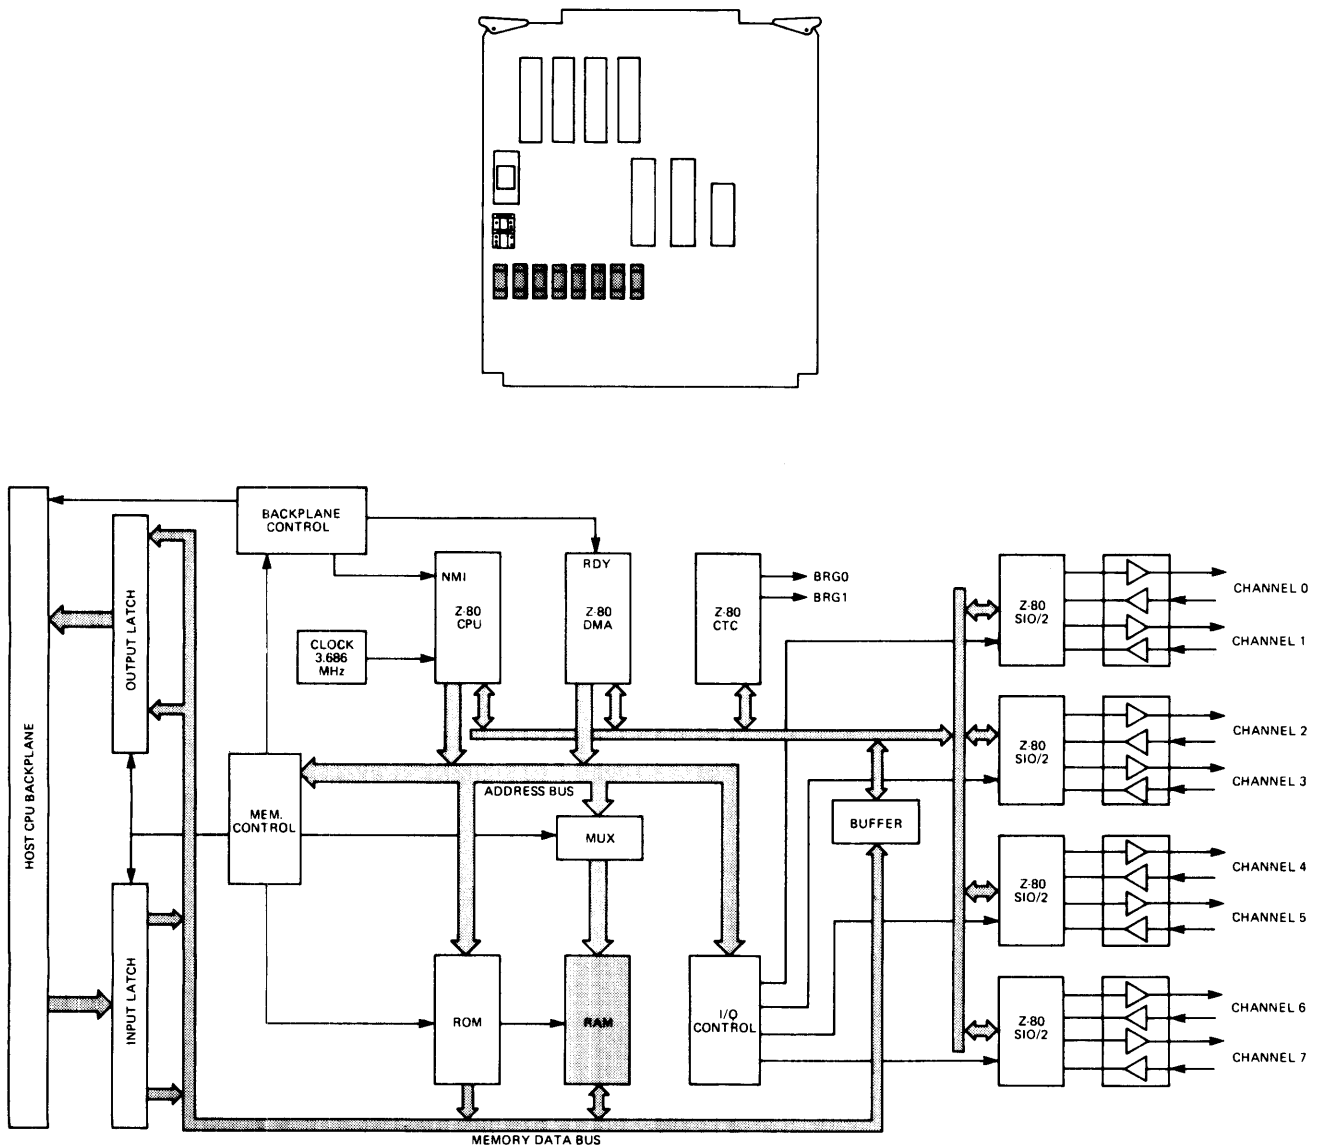 BACKPLANE
CONTROL
HOST CPU BACKPLANE
OUTPUT LATCH
INPUT LATCH
NMI
Z-80
CPU
RDY
Z-80
DMA
Z-80
CTC
BRG0
BRG1
CLOCK
3.686
MHz
MEM.
CONTROL
ADDRESS BUS
MUX
BUFFER
ROM
RAM
I/O
CONTROL
MEMORY DATA BUS
Z-80
SIO/2
CHANNEL 0
CHANNEL 1
Z-80
SIO/2
CHANNEL 2
CHANNEL 3
Z-80
SIO/2
CHANNEL 4
CHANNEL 5
Z-80
SIO/2
CHANNEL 6
CHANNEL 7